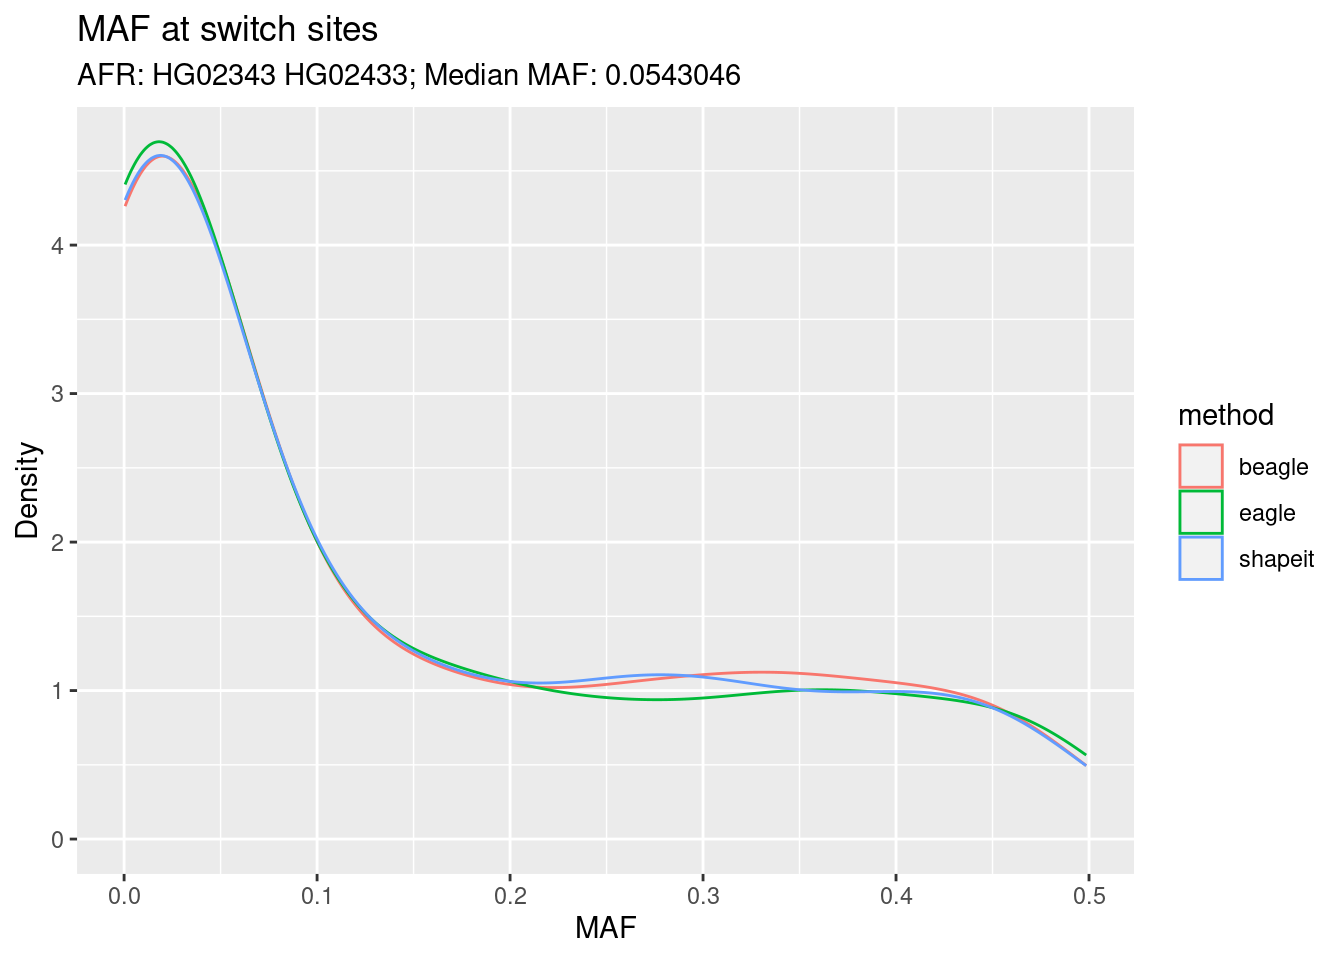 MAF at switch sites
AFR: HG02343 HG02433; Median MAF: 0.0543046
Density
4
3
2
1
0
0.0 0.1 0.2 0.3 0.4 0.5
MAF
method
beagle
eagle
shapeit